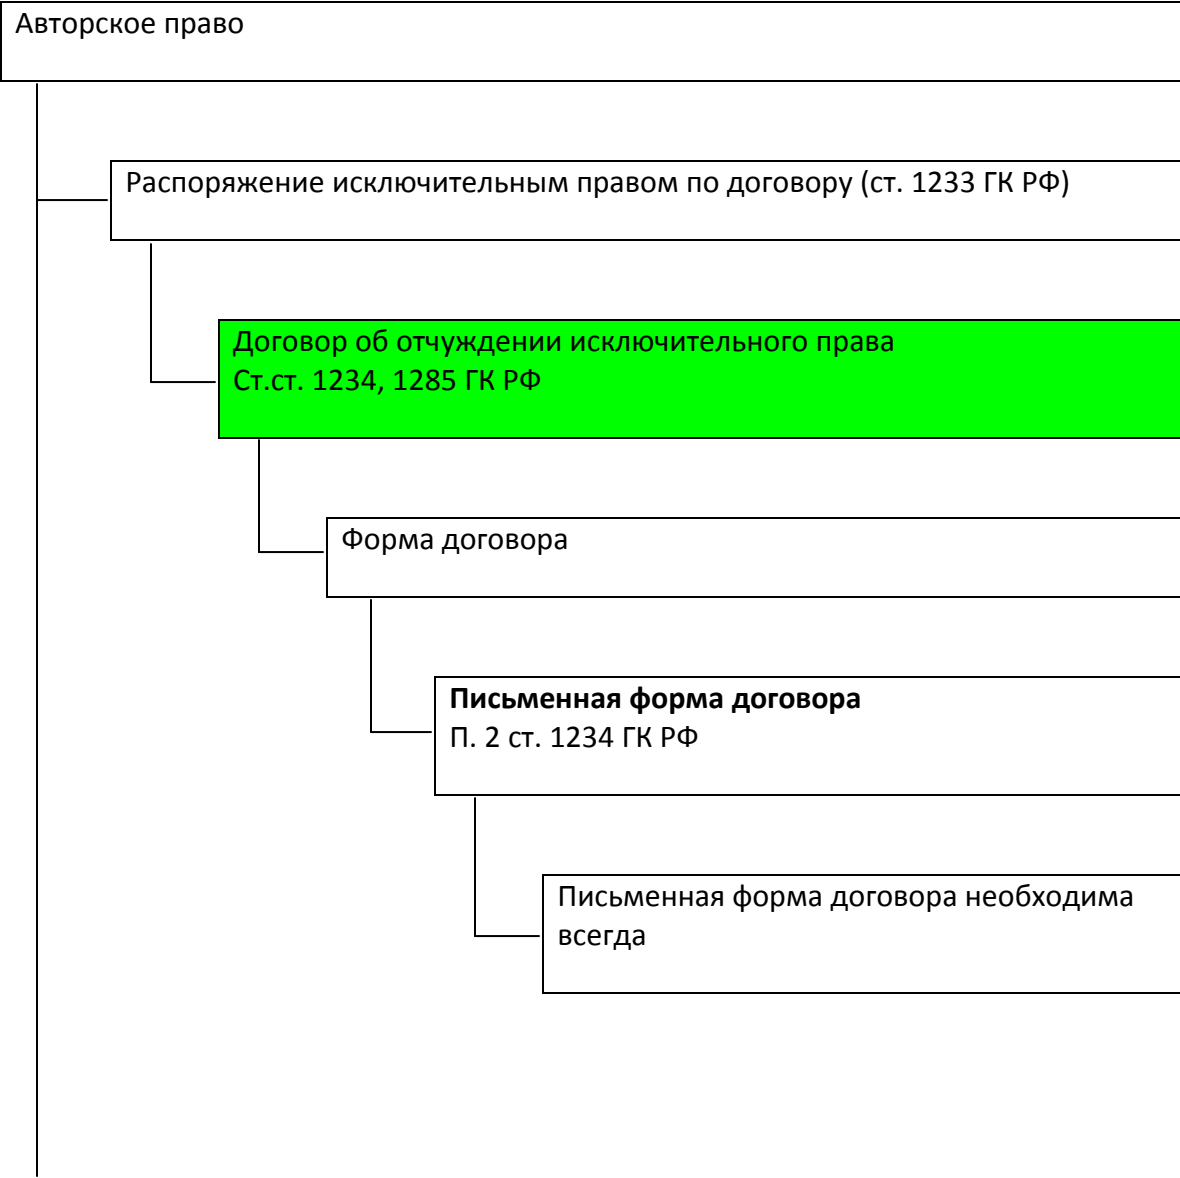 Авторское право
Распоряжение исключительным правом по договору (ст. 1233 ГК РФ)
Договор об отчуждении исключительного права
Ст.ст. 1234, 1285 ГК РФ
Форма договора
Письменная форма договора
П. 2 ст. 1234 ГК РФ
Письменная форма договора необходима
всегда